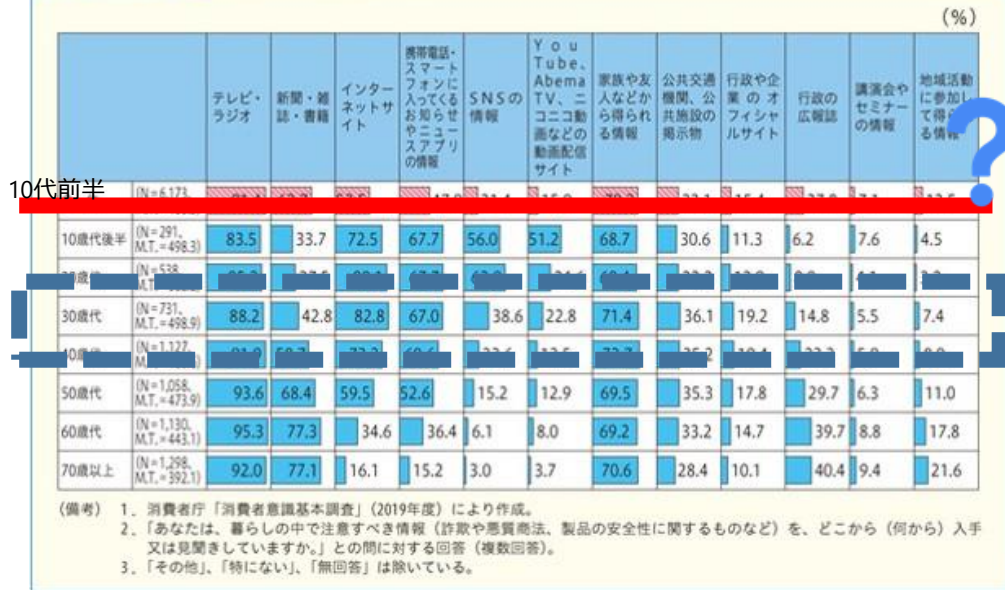 (%)
テレビ・ラジオ
新聞・雑誌・書籍
インターネットサイト
携帯電話・スマートフォンに入ってくるお知らせやニュースアプリの情報
SNSの情報
YouTube、AbemaTV、ニコニコ動画などの動画配信サイト
家族や友人などから得られる情報
公共交通機関、公共施設の掲示物
行政や企業のオフィシャルサイト
行政の広報誌
講演会やセミナーの情報
地域活動に参加して得られる情報
?
10代前半
(N=6,173、
10歳代後半 (N=291、M.T.=498.3) 83.5 33.7 72.5 67.7 56.0 51.2 68.7 30.6 11.3 6.2 7.6 4.5
(N=538、
30歳代 (N=731、M.T.=498.9) 88.2 42.8 82.8 67.0 38.6 22.8 71.4 36.1 19.2 14.8 5.5 7.4
(N=1,127、
50歳代 (N=1,058、M.T.=473.9) 93.6 68.4 59.5 52.6 15.2 12.9 69.5 35.3 17.8 29.7 6.3 11.0
60歳代 (N=1,130、M.T.=443.1) 95.3 77.3 34.6 36.4 6.1 8.0 69.2 33.2 14.7 39.7 8.8 17.8
70歳以上 (N=1,298、M.T.=392.1) 92.0 77.1 16.1 15.2 3.0 3.7 70.6 28.4 10.1 40.4 9.4 21.6
(備考) 1. 消費者庁「消費者意識基本調査」(2019年度)により作成。
2. 「あなたは、暮らしの中で注意すべき情報(詐欺や悪質商法、製品の安全性に関するものなど)を、どこから(何から)入手
又は見聞きしていますか。」との問に対する回答(複数回答)。
3. 「その他」、「特にない」、「無回答」は除いている。